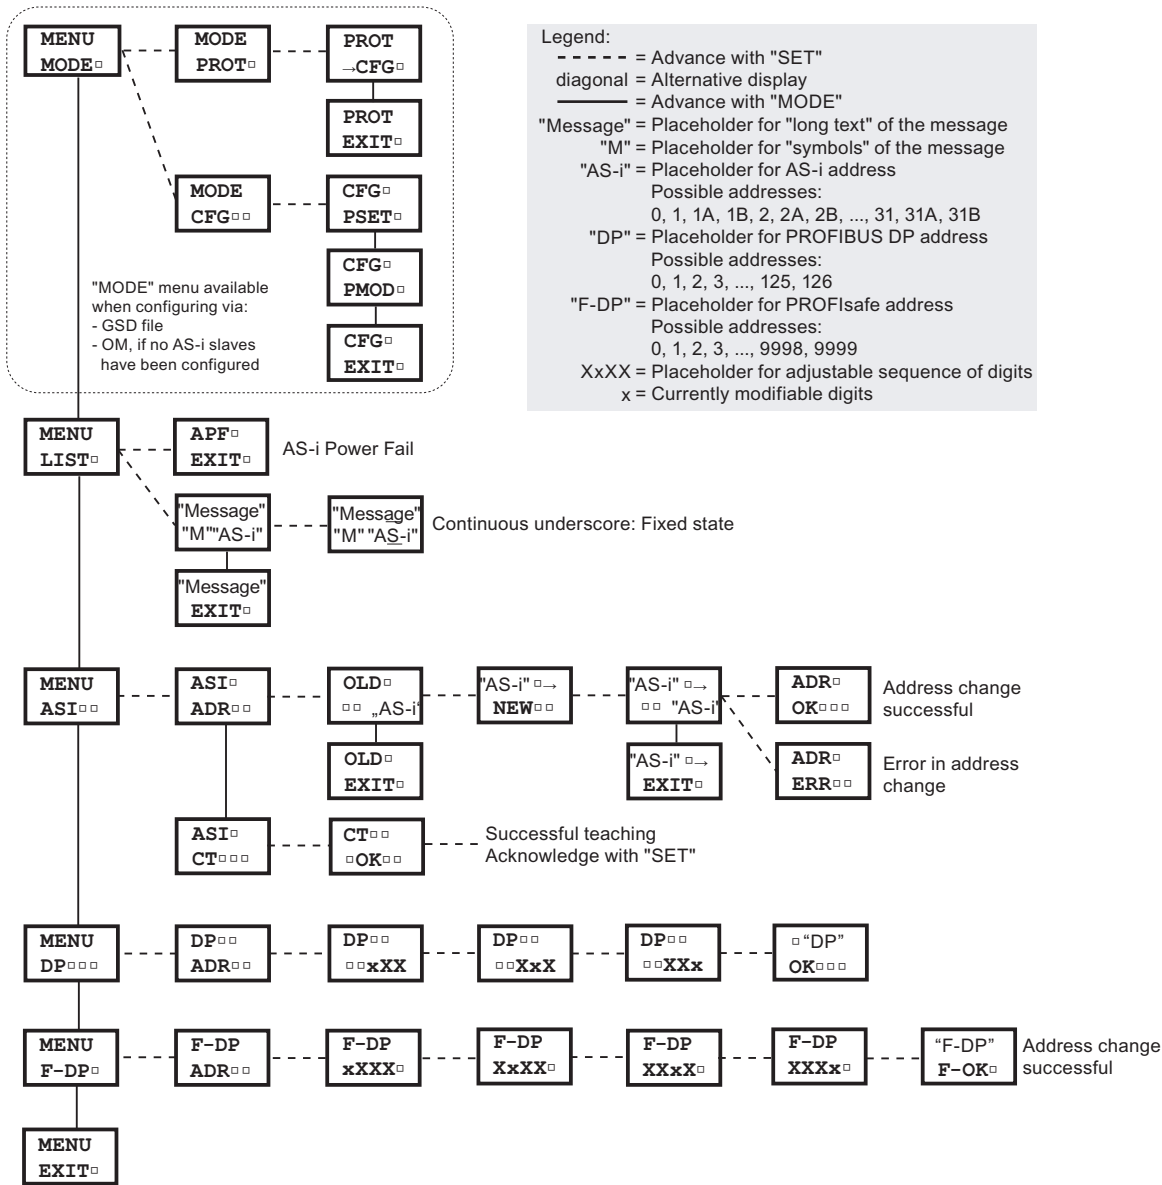 MENU
MODE▫
MODE
PROT▫
PROT
→CFG▫
PROT
EXIT▫
MODE
CFG▫▫
CFG▫
PSET▫
CFG▫
PMOD▫
CFG▫
EXIT▫
"MODE" menu available
when configuring via:
- GSD file
- OM, if no AS-i slaves
have been configured
Legend:
= Advance with "SET"
diagonal = Alternative display
= Advance with "MODE"
"Message" = Placeholder for "long text" of the message
"M" = Placeholder for "symbols" of the message
"AS-i" = Placeholder for AS-i address
Possible addresses:
0, 1, 1A, 1B, 2, 2A, 2B, ..., 31, 31A, 31B
"DP" = Placeholder for PROFIBUS DP address
Possible addresses:
0, 1, 2, 3, ..., 125, 126
"F-DP" = Placeholder for PROFIsafe address
Possible addresses:
0, 1, 2, 3, ..., 9998, 9999
XxXX = Placeholder for adjustable sequence of digits
x = Currently modifiable digits
MENU
LIST▫
APF▫
EXIT▫
AS-i Power Fail
"Message"
"M""AS-i"
"Message"
"M" "AS-i"
Continuous underscore: Fixed state
"Message"
EXIT▫
MENU
ASI▫▫
ASI▫
ADR▫▫
OLD▫
▫▫ „AS-i“
"AS-i" ▫→
NEW▫▫
"AS-i" ▫→
▫▫ "AS-i"
ADR▫
OK▫▫▫
Address change
successful
OLD▫
EXIT▫
"AS-i" ▫→
EXIT▫
ADR▫
ERR▫▫
Error in address
change
ASI▫
CT▫▫▫
CT▫▫
▫OK▫▫
Successful teaching
Acknowledge with "SET"
MENU
DP▫▫▫
DP▫▫
ADR▫▫
DP▫▫
▫▫xXX
DP▫▫
▫▫XxX
DP▫▫
▫▫XXx
▫“DP”
OK▫▫▫
MENU
F-DP▫
F-DP
ADR▫▫
F-DP
xXXX▫
F-DP
XxXX▫
F-DP
XXxX▫
F-DP
XXXx▫
“F-DP”
F-OK▫
Address change
successful
MENU
EXIT▫